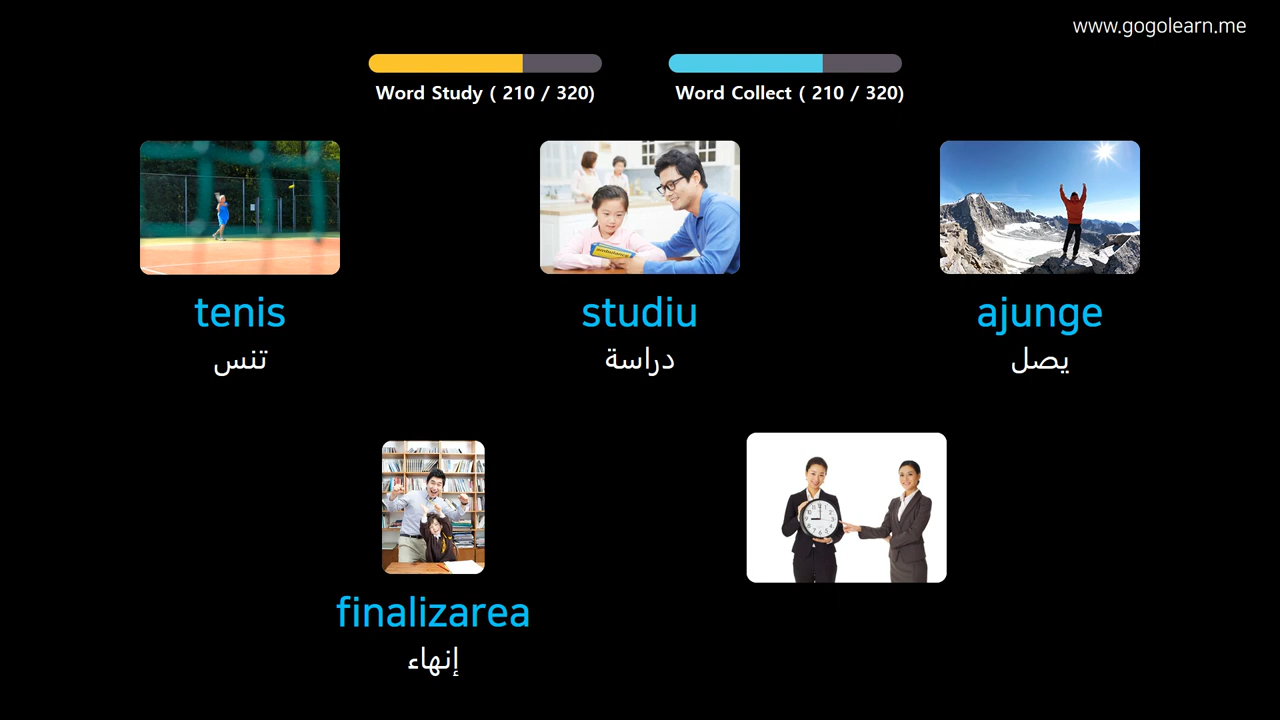 www.gogolearn.me
Word Study ( 210 / 320)
Word Collect ( 210 / 320)
tenis
تنس
studiu
دراسة
ajunge
يصل
finalizarea
إنهاء